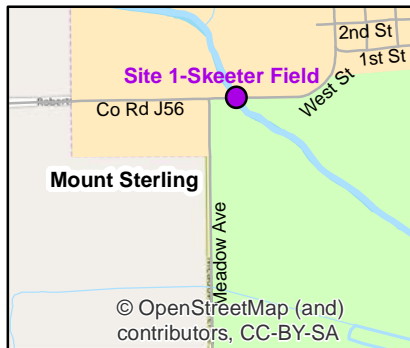 2nd St
1st St
Site 1-Skeeter Field
West St
Co Rd J56
Mount Sterling
Meadow Ave
© OpenStreetMap (and)
contributors, CC-BY-SA